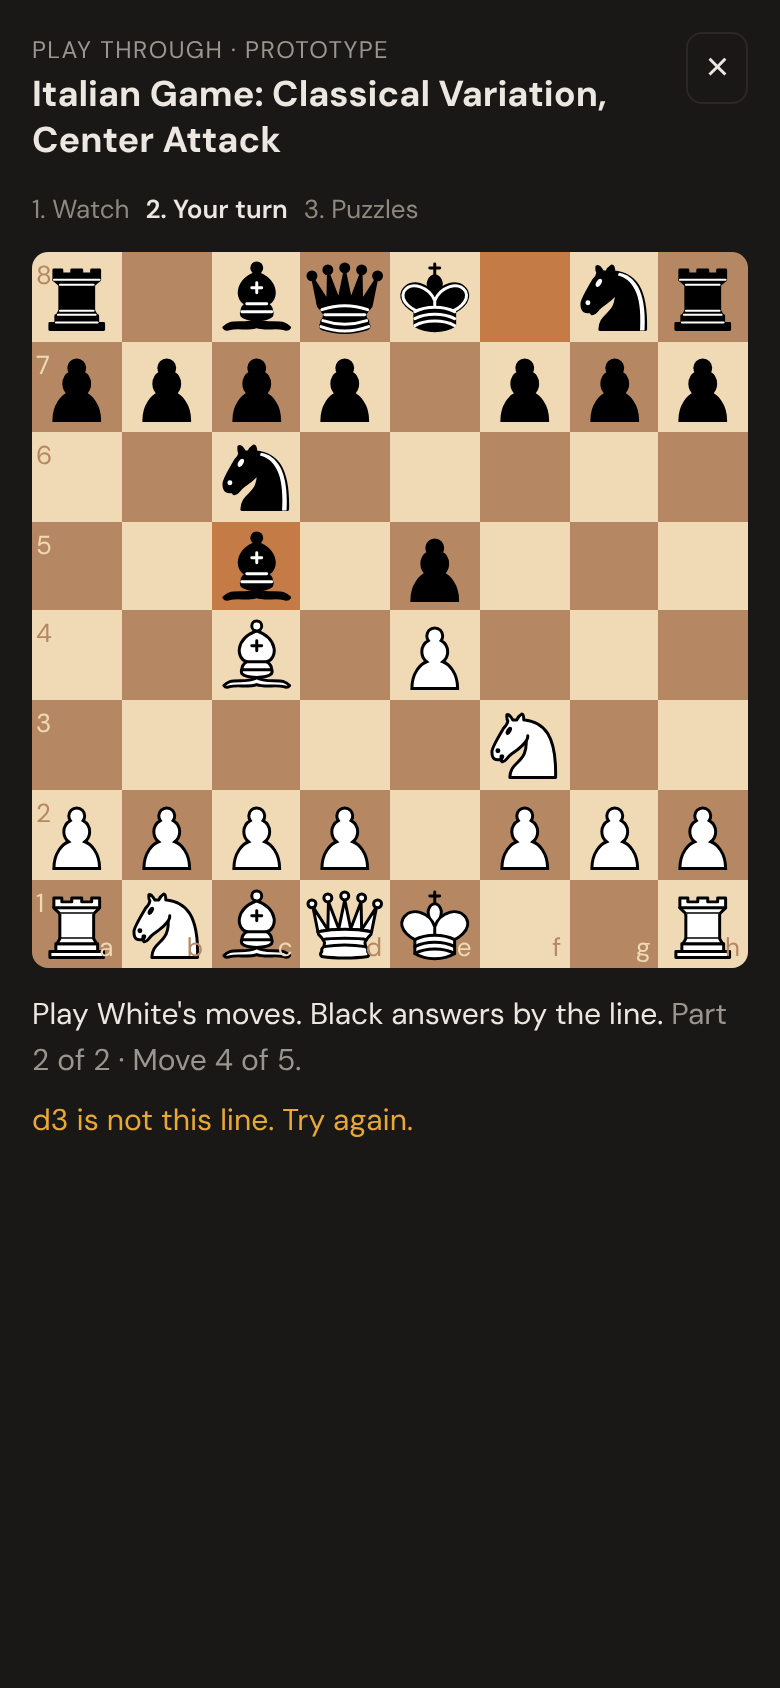 PLAY THROUGH · PROTOTYPE
Italian Game: Classical Variation,
Center Attack
1. Watch 2. Your turn 3. Puzzles
8
7
6
5
4
3
2
1
a b c d e f g h
Play White's moves. Black answers by the line. Part
2 of 2 · Move 4 of 5.
d3 is not this line. Try again.